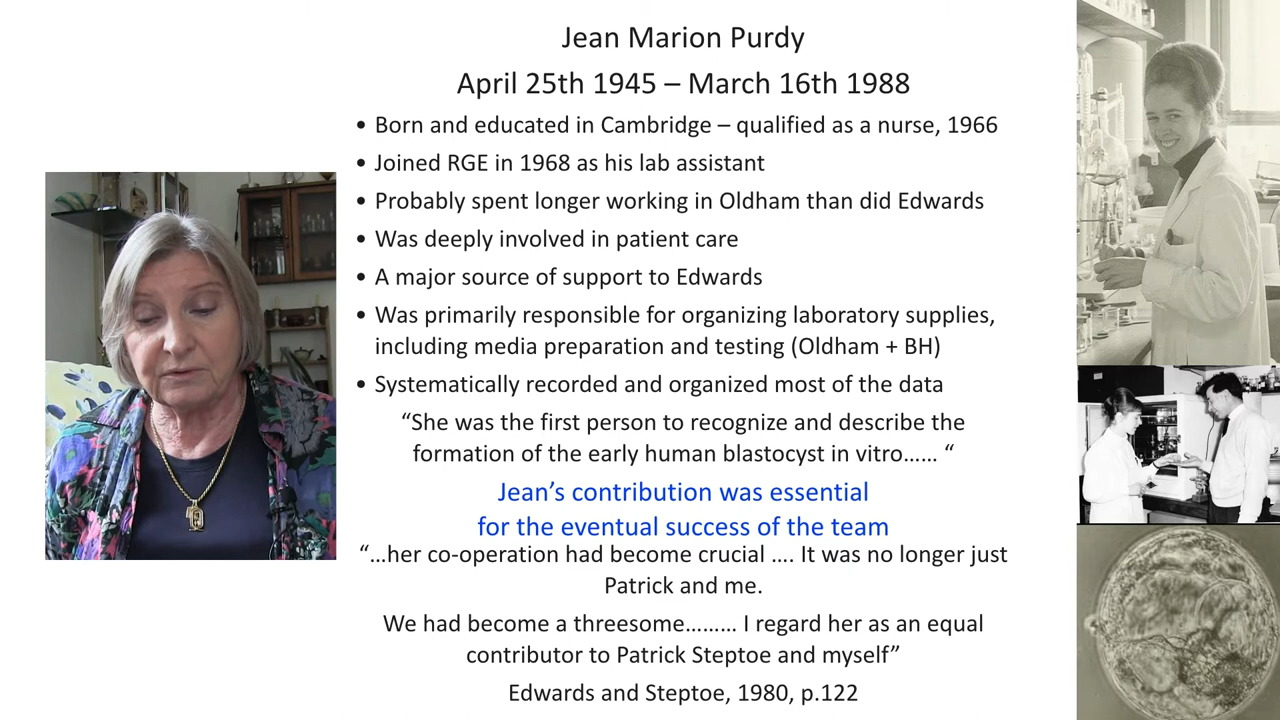 Jean Marion Purdy
April 25th 1945 – March 16th 1988
• Born and educated in Cambridge – qualified as a nurse, 1966
• Joined RGE in 1968 as his lab assistant
• Probably spent longer working in Oldham than did Edwards
• Was deeply involved in patient care
• A major source of support to Edwards
• Was primarily responsible for organizing laboratory supplies,
including media preparation and testing (Oldham + BH)
• Systematically recorded and organized most of the data
“She was the first person to recognize and describe the
formation of the early human blastocyst in vitro…… “
Jean’s contribution was essential
for the eventual success of the team
“…her co-operation had become crucial …. It was no longer just
Patrick and me.
We had become a threesome……… I regard her as an equal
contributor to Patrick Steptoe and myself”
Edwards and Steptoe, 1980, p.122